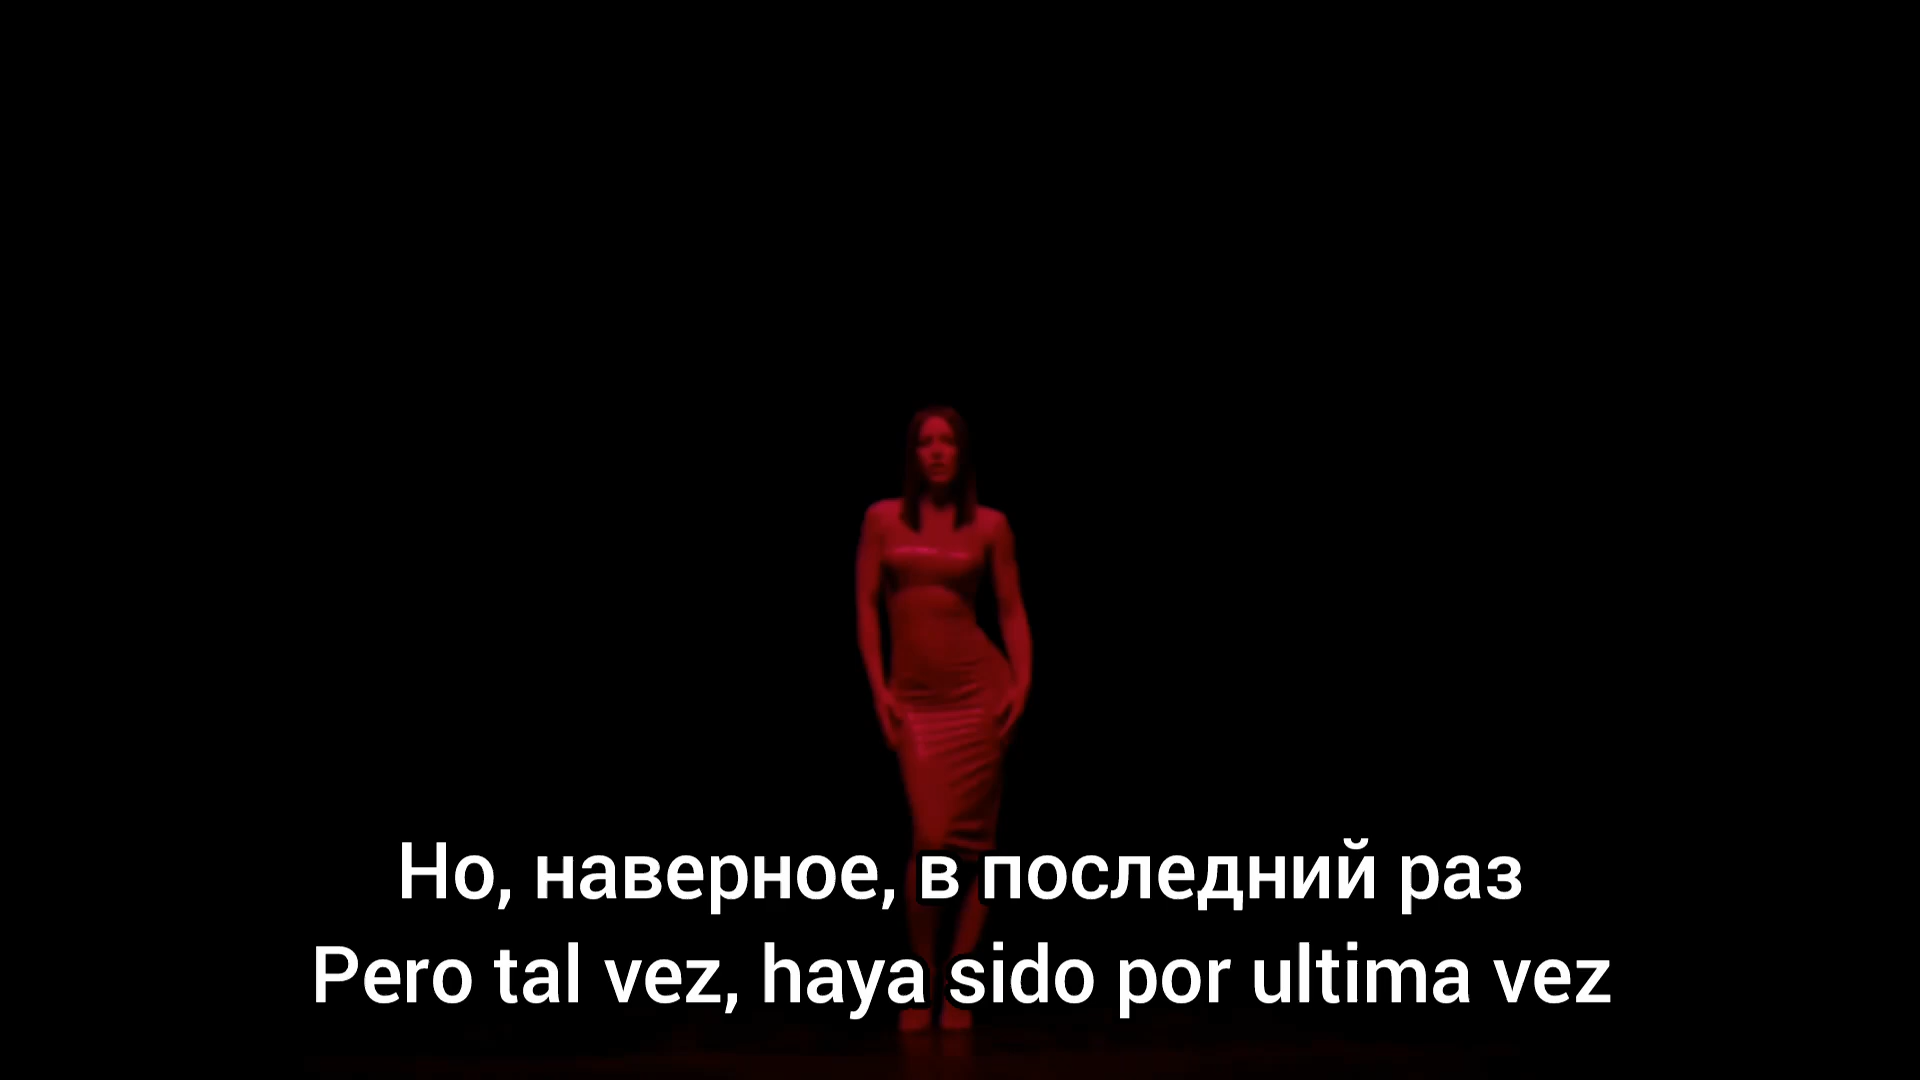 Но, наверное, в последний раз
Pero tal vez, haya sido por ultima vez